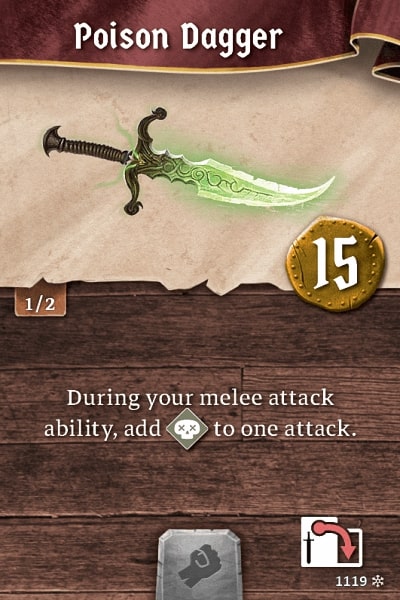 Poison Dagger
15
1/2
During your melee attack
ability, add to one attack.
1119